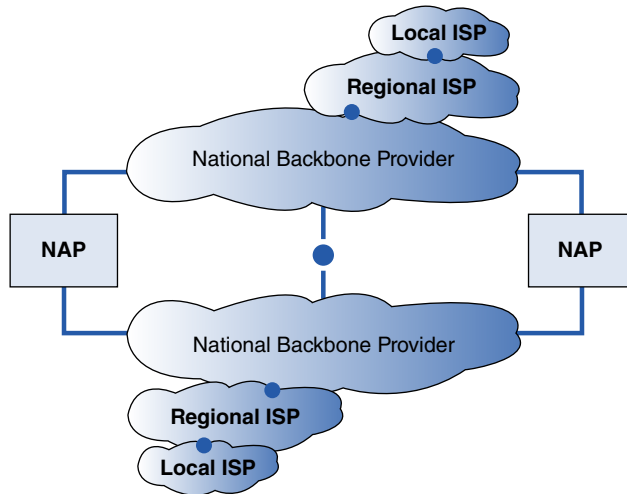 Local ISP
Regional ISP
National Backbone Provider
NAP
NAP
National Backbone Provider
Regional ISP
Local ISP